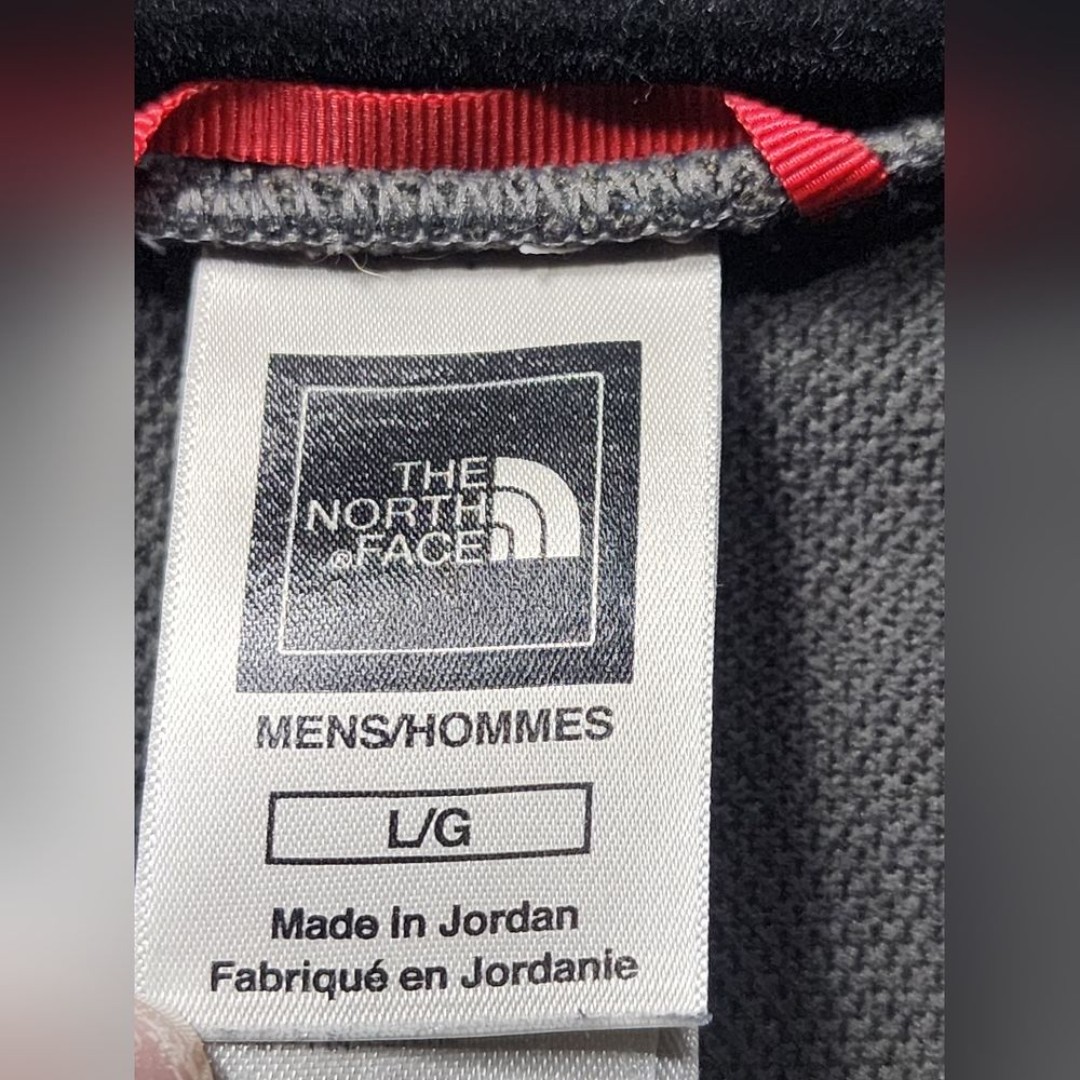 THE
NORTH
®FACE
MENS/HOMMES
L/G
Made in Jordan
Fabriqué en Jordanie